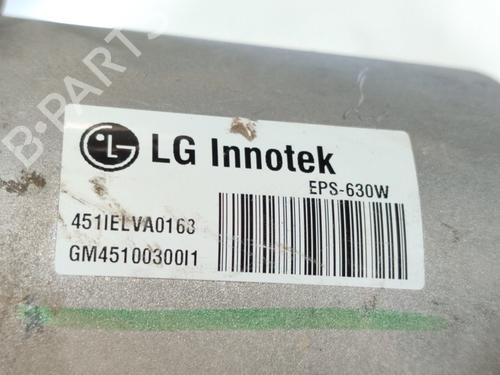 B-PARTS
LG Innotek
EPS-630W
451IELVA0163
GM45100300I1